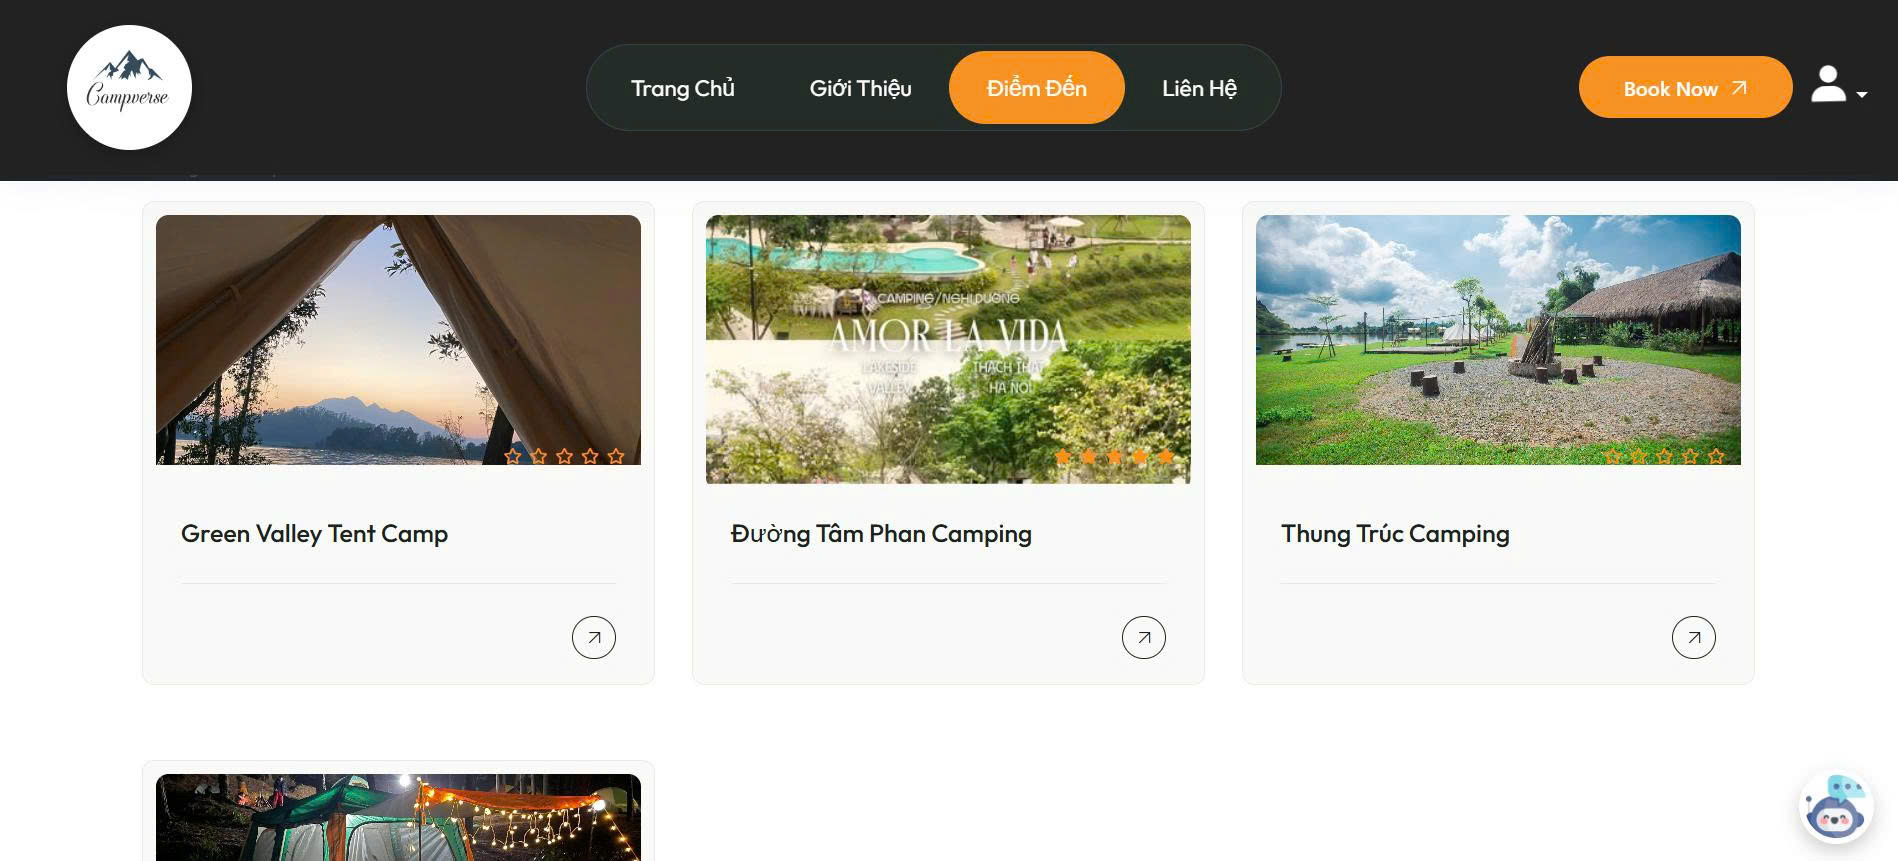 Campverse
Trang Chủ
Giới Thiệu
Điểm Đến
Liên Hệ
Book Now
CAMPING/NGHỈ DƯỠNG
AMOR LA VIDA
LAKESIDE
VALLEY
THẠCH THẤT
HÀ NỘI
Green Valley Tent Camp
Đường Tâm Phan Camping
Thung Trúc Camping